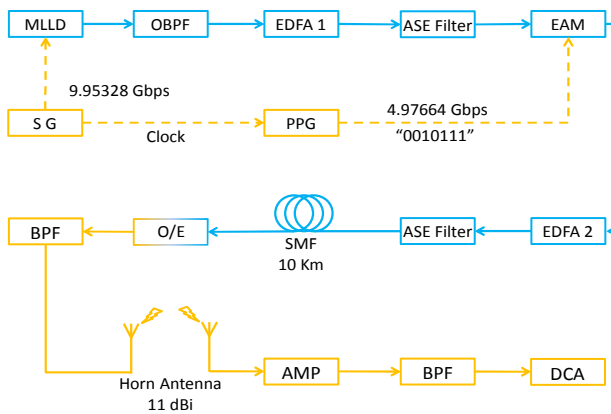 MLLD
OBPF
EDFA 1
ASE Filter
EAM
9.95328 Gbps
4.97664 Gbps
S G
Clock
PPG
“0010111”
BPF
O/E
SMF
10 Km
ASE Filter
EDFA 2
Horn Antenna
11 dBi
AMP
BPF
DCA